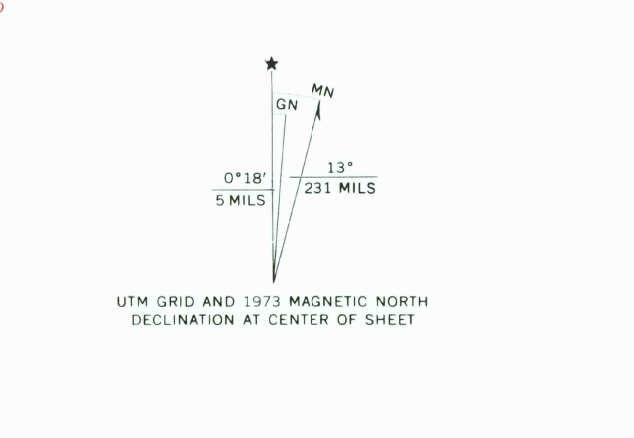 MN
GN
0°18'
5 MILS
13°
231 MILS
UTM GRID AND 1973 MAGNETIC NORTH
DECLINATION AT CENTER OF SHEET